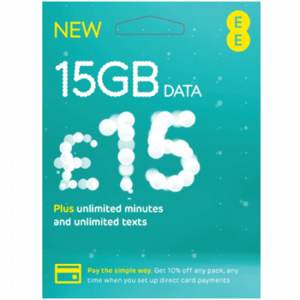 NEW
EE
15GB DATA
£15
Plus unlimited minutes
and unlimited texts
Pay the simple way. Get 10% off any pack, any
time when you set up direct card payments